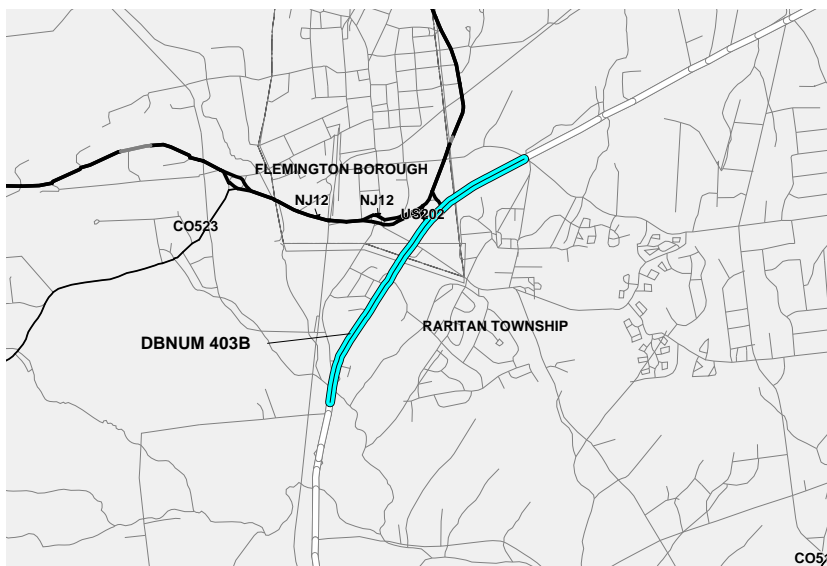 FLEMINGTON BOROUGH
NJ12
NJ12
US202
CO523
RARITAN TOWNSHIP
DBNUM 403B